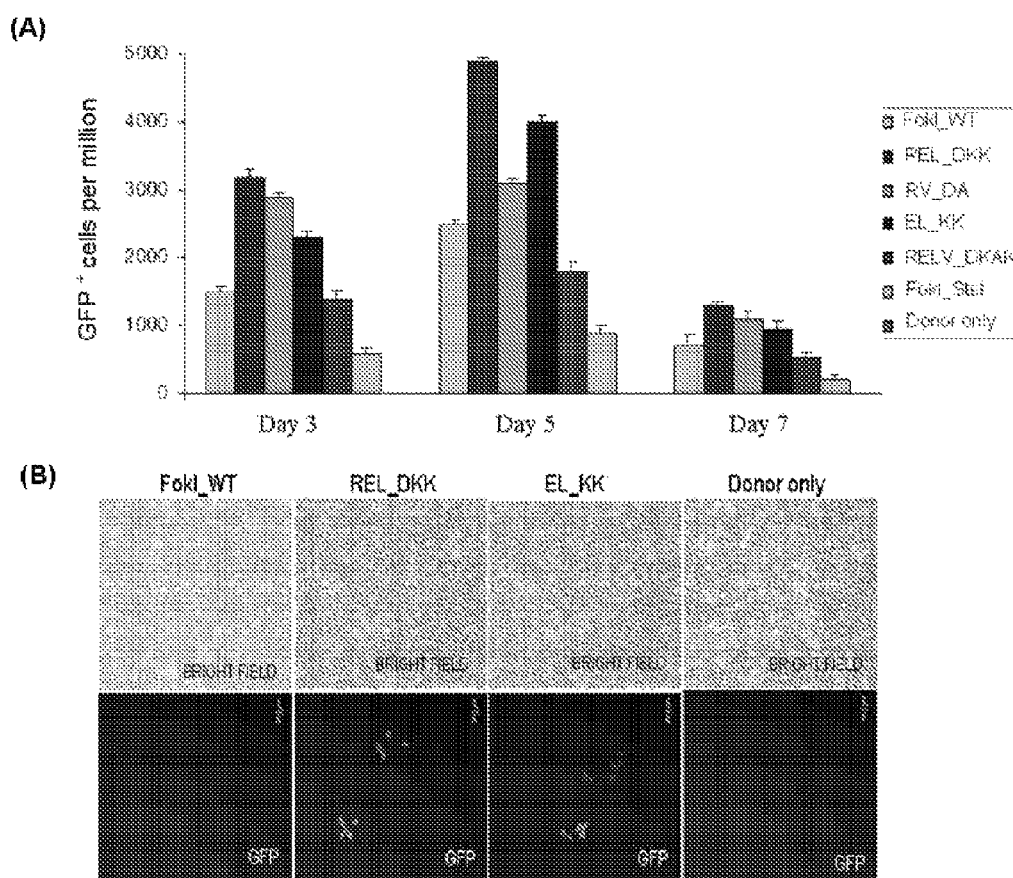 (A)
GFP + cells per million
5000
4000
3000
2000
1000
0
Day 3
Day 5
Day 7
FokI_WT
REL_DKK
RV_DA
EL_KK
RELV_DKAK
Donor only
(B)
FokI_WT
REL_DKK
EL_KK
Donor only
BRIGHT FIELD
BRIGHT FIELD
BRIGHT FIELD
BRIGHT FIELD
GFP
GFP
GFP
GFP